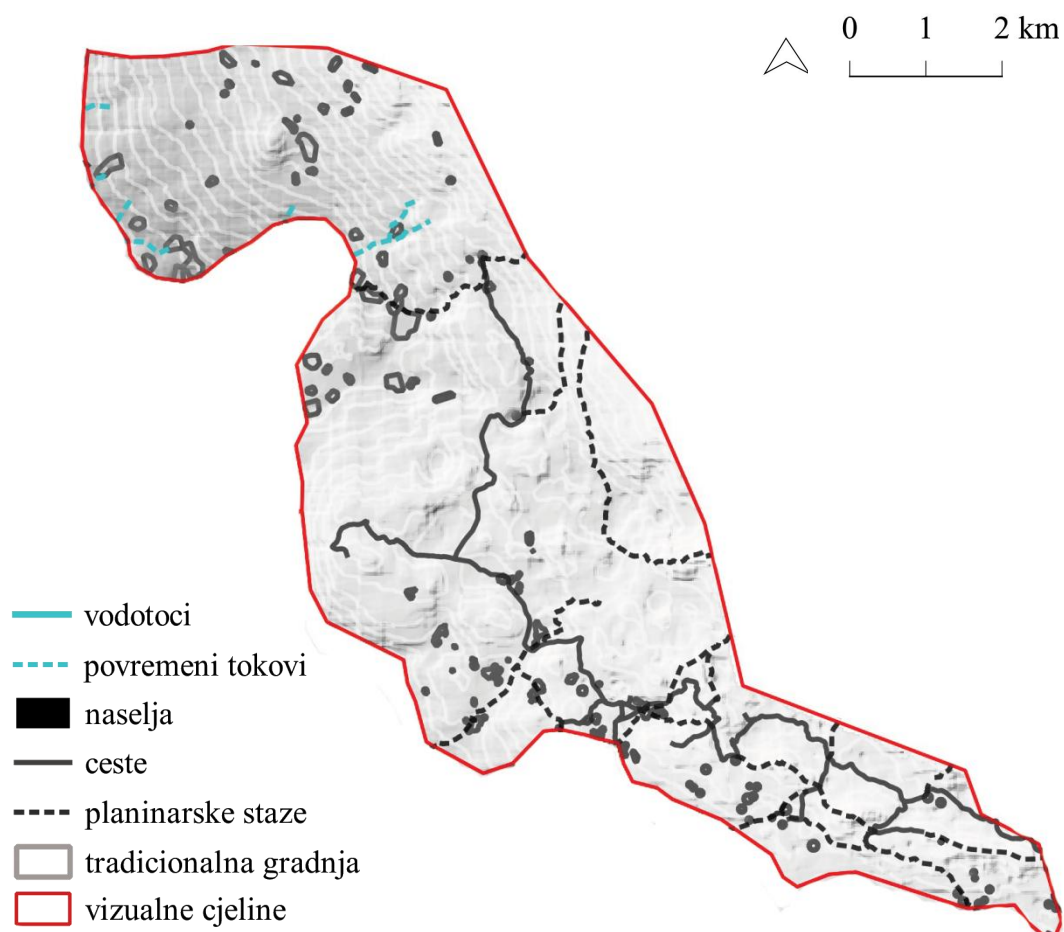 0 1 2 km
vodotoci
povremeni tokovi
naselja
ceste
planinarske staze
tradicionalna gradnja
vizualne cjeline